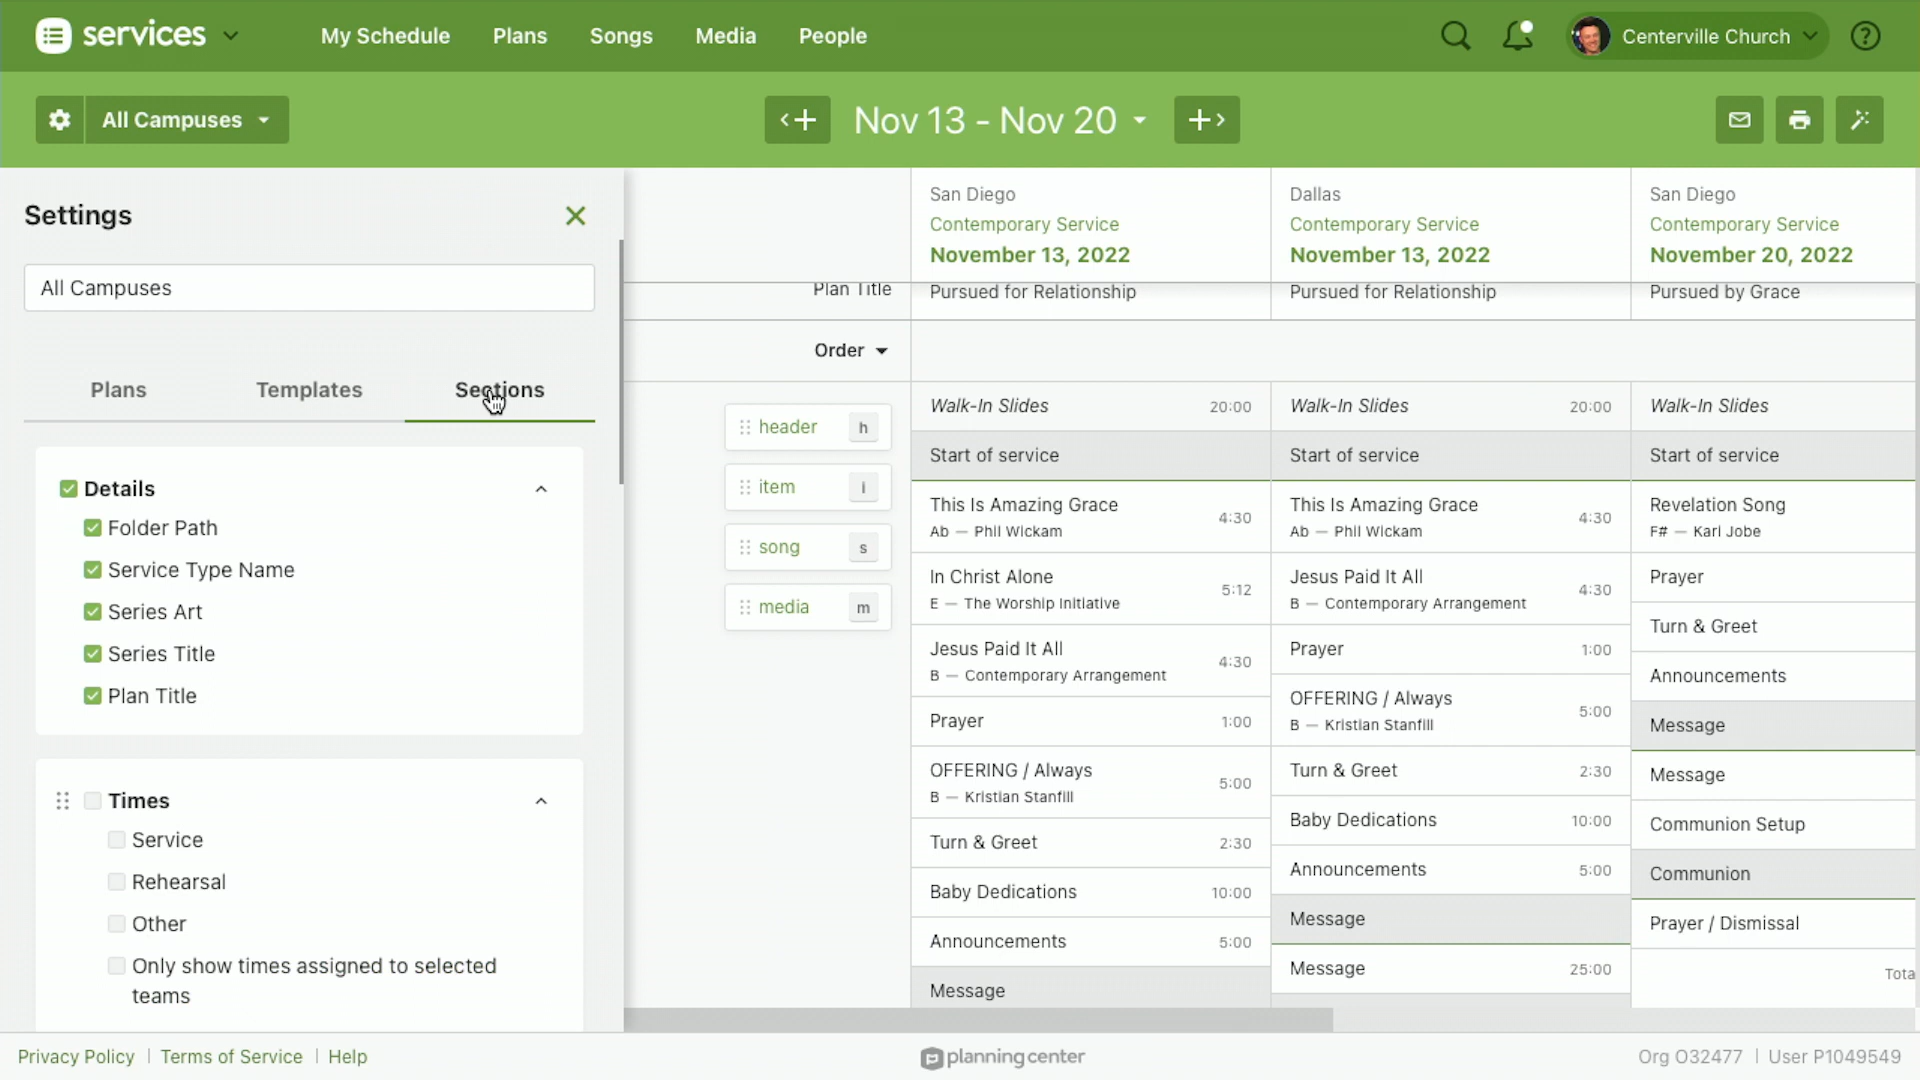 services
My Schedule
Plans
Songs
Media
People
Centerville Church
All Campuses
Nov 13 - Nov 20
Settings
All Campuses
Plans
Templates
Sections
Details
Folder Path
Service Type Name
Series Art
Series Title
Plan Title
Times
Service
Rehearsal
Other
Only show times assigned to selected
teams
Plan Title
Order
header h
item i
song s
media m
San Diego
Contemporary Service
November 13, 2022
Pursued for Relationship
Walk-In Slides 20:00
Start of service
This Is Amazing Grace
Ab — Phil Wickam
4:30
In Christ Alone
E — The Worship Initiative
5:12
Jesus Paid It All
B — Contemporary Arrangement
4:30
Prayer 1:00
OFFERING / Always
B — Kristian Stanfill
5:00
Turn & Greet 2:30
Baby Dedications 10:00
Announcements 5:00
Message
Dallas
Contemporary Service
November 13, 2022
Pursued for Relationship
Walk-In Slides 20:00
Start of service
This Is Amazing Grace
Ab — Phil Wickam
4:30
Jesus Paid It All
B — Contemporary Arrangement
4:30
Prayer 1:00
OFFERING / Always
B — Kristian Stanfill
5:00
Turn & Greet 2:30
Baby Dedications 10:00
Announcements 5:00
Message
Message 25:00
San Diego
Contemporary Service
November 20, 2022
Pursued by Grace
Walk-In Slides
Start of service
Revelation Song
F# — Kari Jobe
Prayer
Turn & Greet
Announcements
Message
Message
Communion Setup
Communion
Prayer / Dismissal
Tota
Privacy Policy | Terms of Service | Help
planning center
Org O32477 | User P1049549